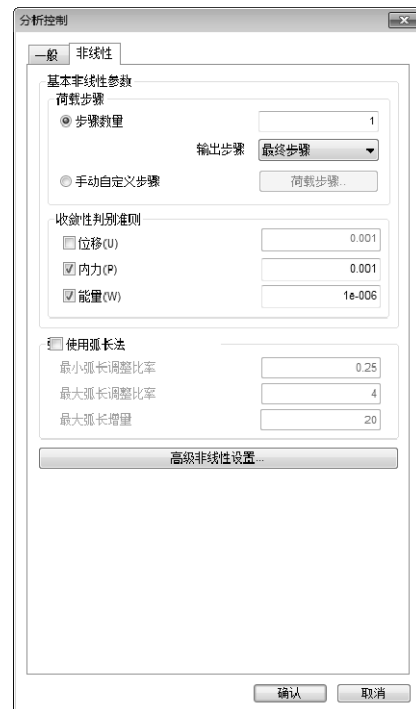 分析控制
一般 非线性
基本非线性参数
荷载步骤
步骤数量 1
输出步骤 最终步骤
手动自定义步骤 荷载步骤..
收敛性判别准则
位移(U) 0.001
内力(P) 0.001
能量(W) 1e-006
使用弧长法
最小弧长调整比率 0.25
最大弧长调整比率 4
最大弧长增量 20
高级非线性设置...
确认 取消